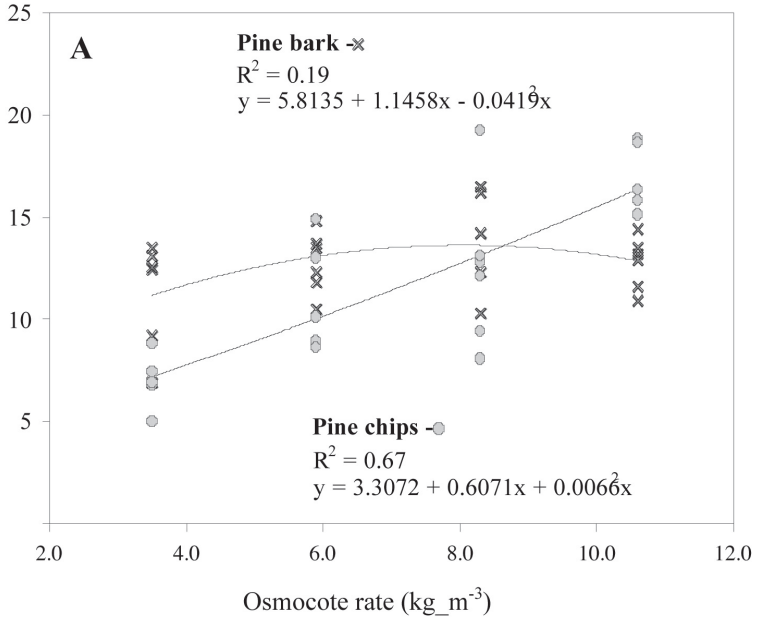 25
20
15
10
5
A
Pine bark -
R² = 0.19
y = 5.8135 + 1.1458x - 0.0419x²
Pine chips -
R² = 0.67
y = 3.3072 + 0.6071x + 0.0066x²
2.0 4.0 6.0 8.0 10.0 12.0
Osmocote rate (kg_m⁻³)